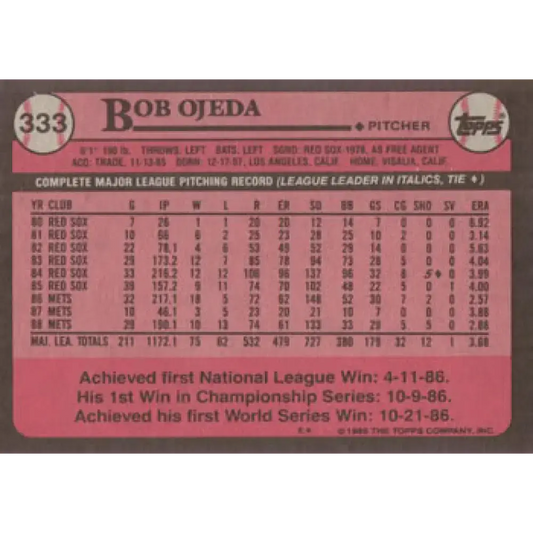 333
BOB OJEDA
PITCHER
Topps
6'1" 190 lb. THROWS: LEFT BATS: LEFT SGND: RED SOX 1978, AS FREE AGENT
ACQ: TRADE, 11-13-85 BORN: 12-17-57, LOS ANGELES, CALIF. HOME: VISALIA, CALIF.
COMPLETE MAJOR LEAGUE PITCHING RECORD (LEAGUE LEADER IN ITALICS, TIE ♦)
YR CLUB G IP W L R ER SO BB GS CG SHO SV ERA
80 RED SOX 7 26 1 1 20 20 12 14 7 0 0 0 6.92
81 RED SOX 10 66 6 2 25 23 28 25 10 2 0 0 3.14
82 RED SOX 22 78.1 4 6 53 49 52 29 14 0 0 0 5.63
83 RED SOX 29 173.2 12 7 85 78 94 73 28 5 0 0 4.04
84 RED SOX 33 216.2 12 12 106 96 137 96 32 8 5♦ 0 3.99
85 RED SOX 39 157.2 9 11 74 70 102 48 22 5 0 1 4.00
86 METS 32 217.1 18 5 72 62 148 52 30 7 2 0 2.57
87 METS 10 46.1 3 5 23 20 21 10 7 0 0 0 3.88
88 METS 29 190.1 10 13 74 61 133 33 29 5 5 0 2.88
MAJ. LEA. TOTALS 211 1172.1 75 62 532 479 727 380 179 32 12 1 3.68
Achieved first National League Win: 4-11-86.
His 1st Win in Championship Series: 10-9-86.
Achieved his first World Series Win: 10-21-86.
© 1989 THE TOPPS COMPANY, INC.